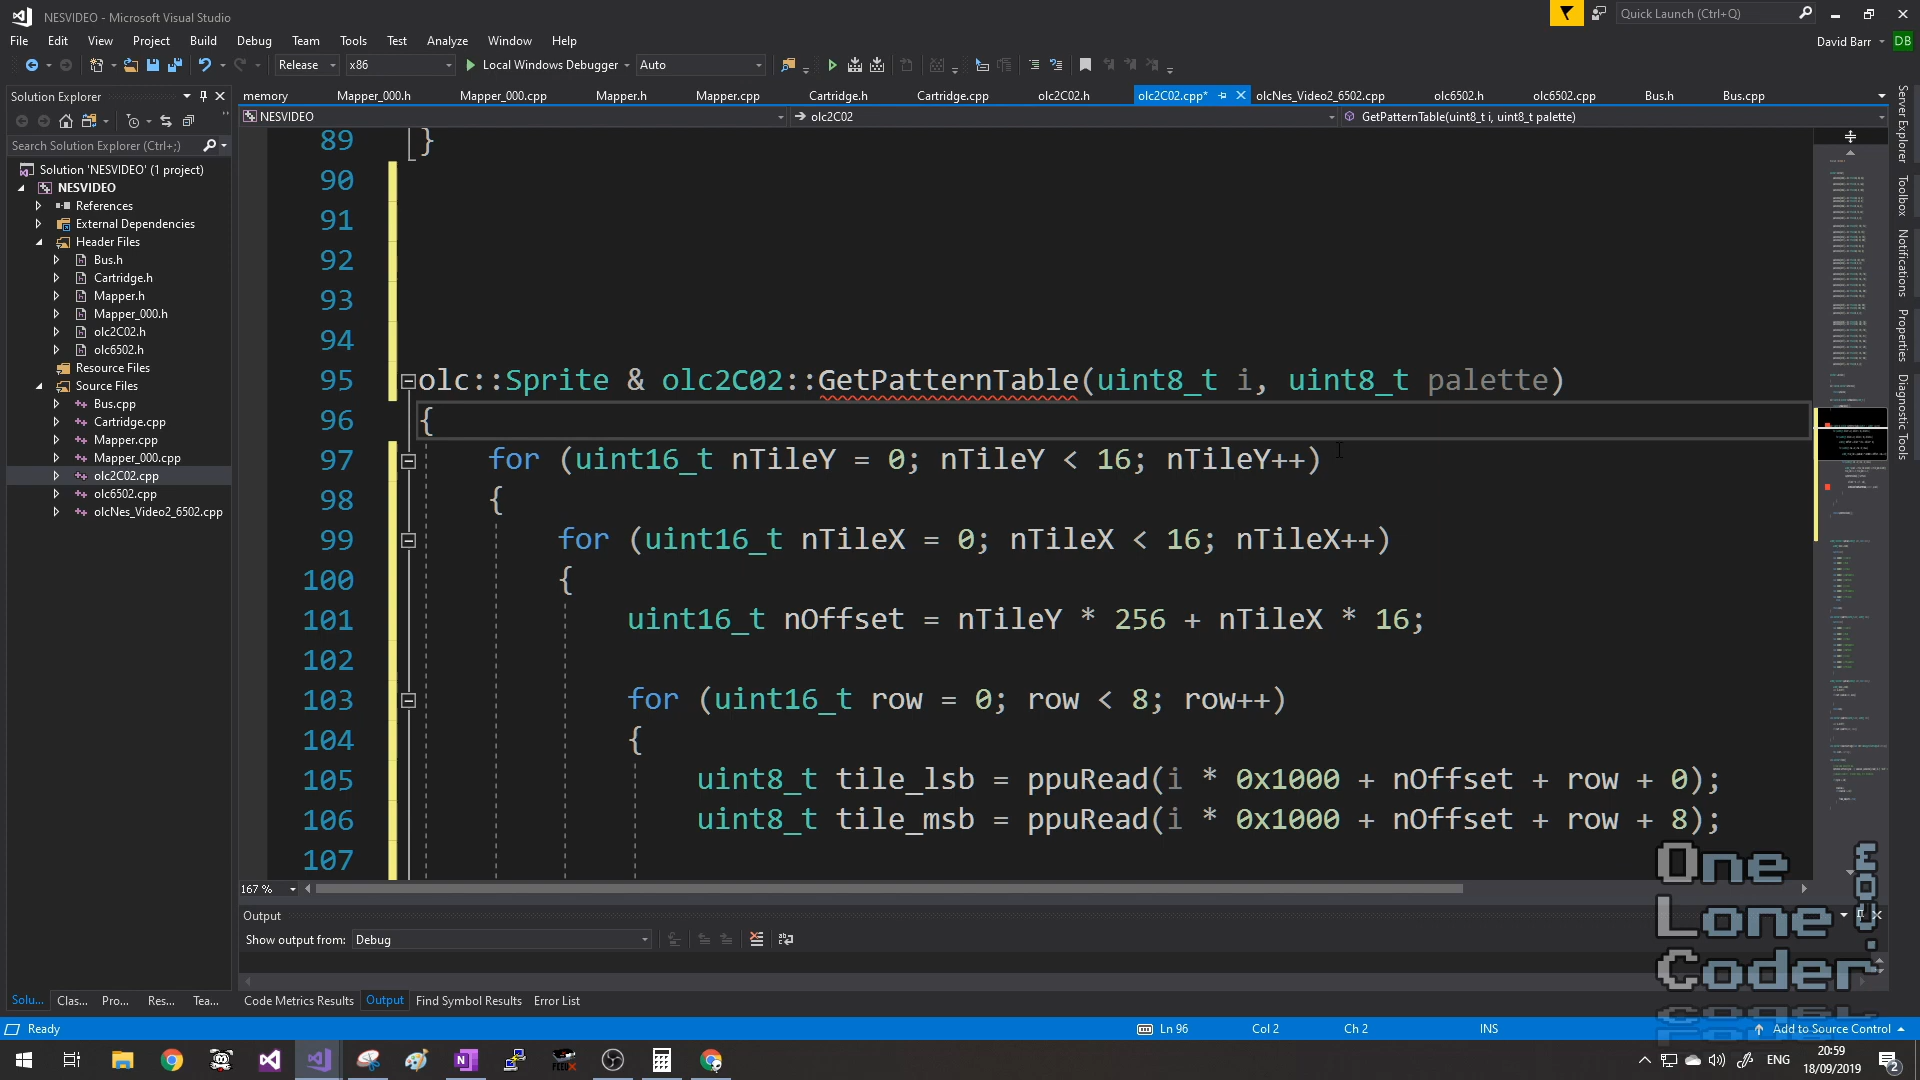 NESVIDEO - Microsoft Visual Studio
Quick Launch (Ctrl+Q)
File Edit View Project Build Debug Team Tools Test Analyze Window Help
David Barr DB
Release x86 Local Windows Debugger Auto
Solution Explorer
memory Mapper_000.h Mapper_000.cpp Mapper.h Mapper.cpp Cartridge.h Cartridge.cpp olc2C02.h olc2C02.cpp* olcNes_Video2_6502.cpp olc6502.h olc6502.cpp Bus.h Bus.cpp
NESVIDEO olc2C02 GetPatternTable(uint8_t i, uint8_t palette)
Search Solution Explorer (Ctrl+;)
Solution 'NESVIDEO' (1 project)
NESVIDEO
References
External Dependencies
Header Files
Bus.h
Cartridge.h
Mapper.h
Mapper_000.h
olc2C02.h
olc6502.h
Resource Files
Source Files
Bus.cpp
Cartridge.cpp
Mapper.cpp
Mapper_000.cpp
olc2C02.cpp
olc6502.cpp
olcNes_Video2_6502.cpp
89 }
90
91
92
93
94
95 olc::Sprite & olc2C02::GetPatternTable(uint8_t i, uint8_t palette)
96 {
97 for (uint16_t nTileY = 0; nTileY < 16; nTileY++)
98 {
99 for (uint16_t nTileX = 0; nTileX < 16; nTileX++)
100 {
101 uint16_t nOffset = nTileY * 256 + nTileX * 16;
102
103 for (uint16_t row = 0; row < 8; row++)
104 {
105 uint8_t tile_lsb = ppuRead(i * 0x1000 + nOffset + row + 0);
106 uint8_t tile_msb = ppuRead(i * 0x1000 + nOffset + row + 8);
107
Server Explorer
Toolbox
Notifications
Properties
Diagnostic Tools
167 %
Output
Show output from: Debug
One
Lone
Coder
.com
Solu... Clas... Pro... Res... Tea...
Code Metrics Results Output Find Symbol Results Error List
Ready Ln 96 Col 2 Ch 2 INS Add to Source Control
ENG
20:59
18/09/2019
2